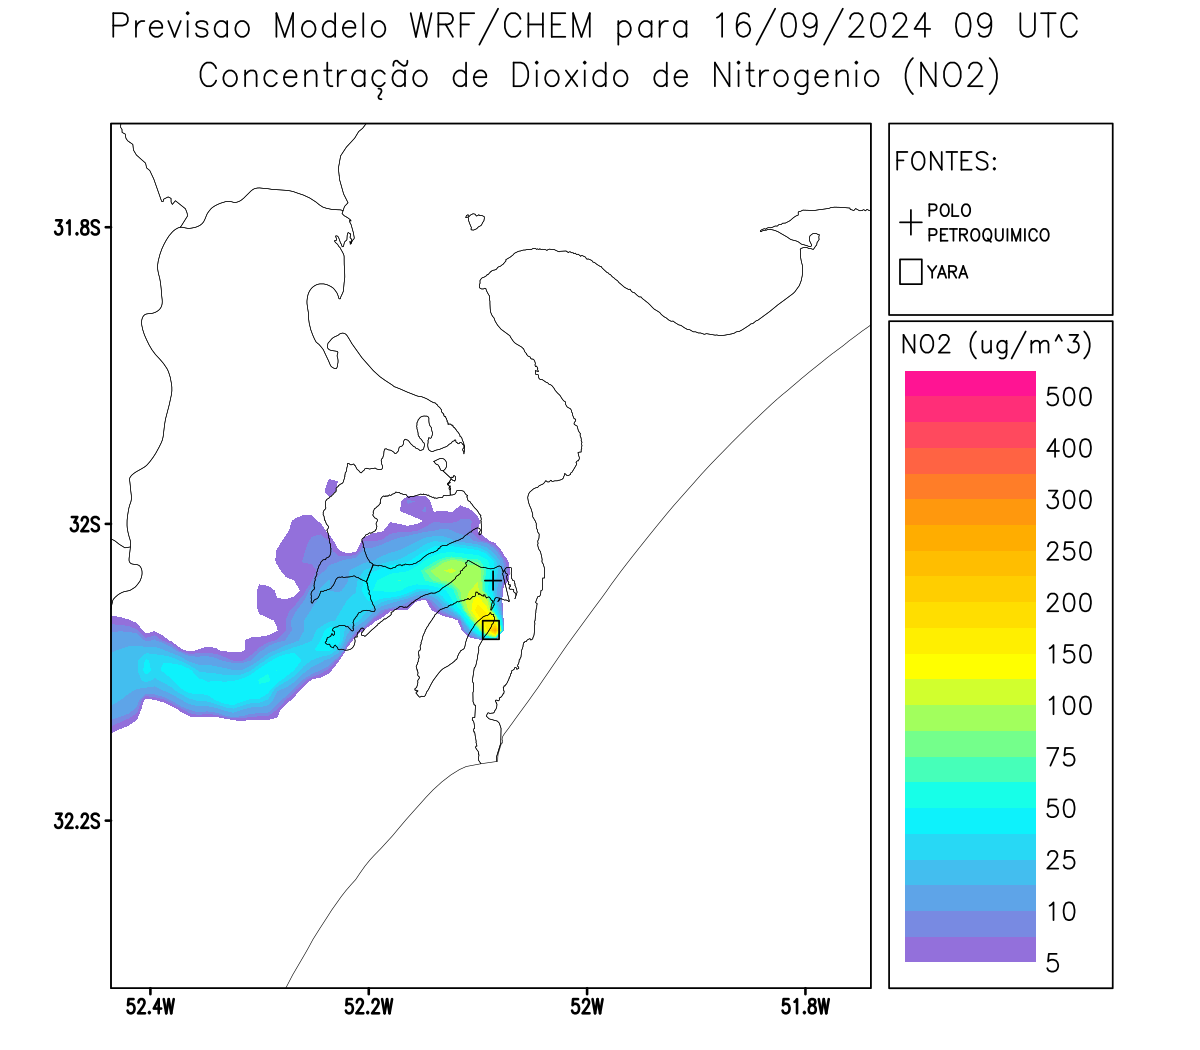 Previsao Modelo WRF/CHEM para 16/09/2024 09 UTC
Concentração de Dioxido de Nitrogenio (NO2)
FONTES:
POLO
PETROQUIMICO
YARA
NO2 (ug/m^3)
500
400
300
250
200
150
100
75
50
25
10
5
31.8S
32S
32.2S
52.4W
52.2W
52W
51.8W